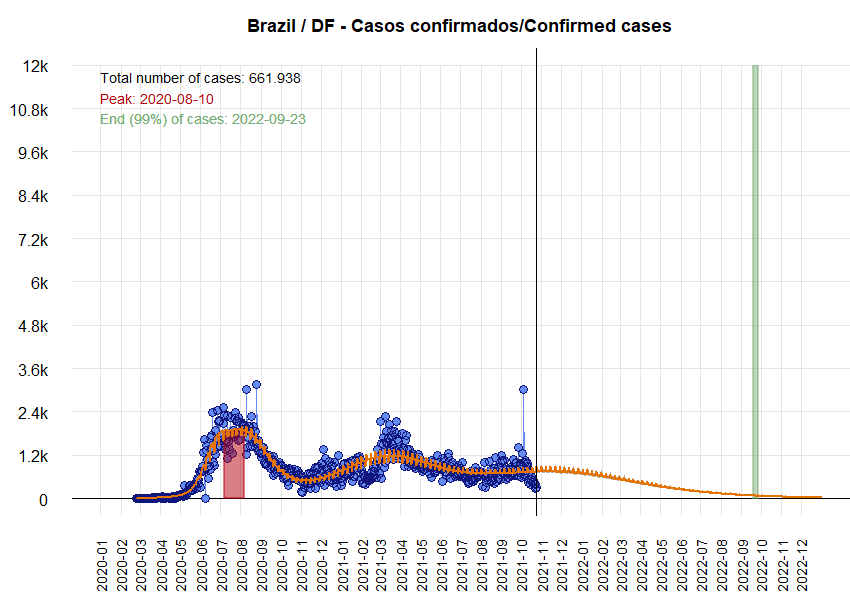 Brazil / DF - Casos confirmados/Confirmed cases
Total number of cases: 661.938
Peak: 2020-08-10
End (99%) of cases: 2022-09-23
12k
10.8k
9.6k
8.4k
7.2k
6k
4.8k
3.6k
2.4k
1.2k
0
2020-01
2020-02
2020-03
2020-04
2020-05
2020-06
2020-07
2020-08
2020-09
2020-10
2020-11
2020-12
2021-01
2021-02
2021-03
2021-04
2021-05
2021-06
2021-07
2021-08
2021-09
2021-10
2021-11
2021-12
2022-01
2022-02
2022-03
2022-04
2022-05
2022-06
2022-07
2022-08
2022-09
2022-10
2022-11
2022-12